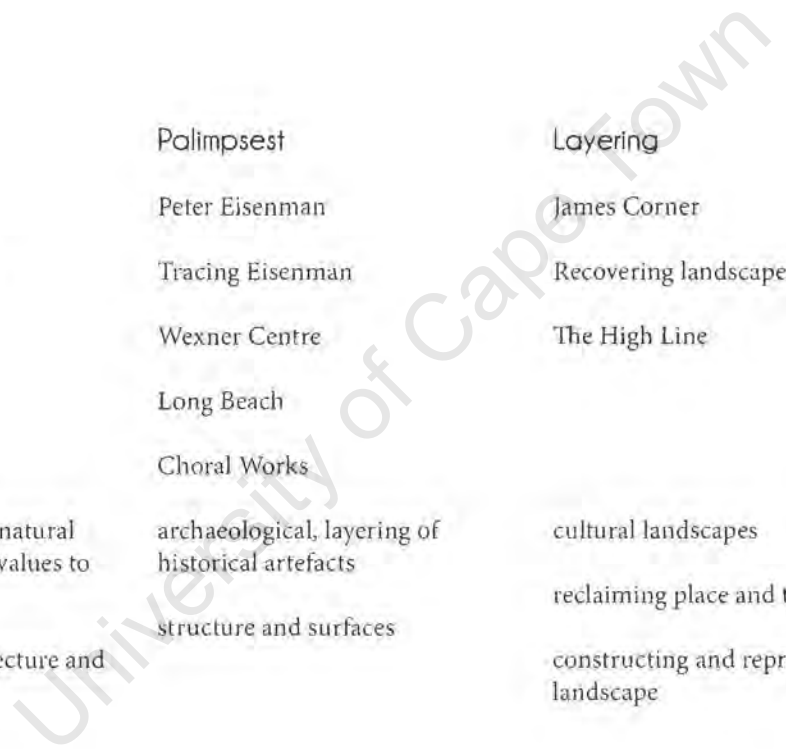 Palimpsest
Peter Eisenman
Tracing Eisenman
Wexner Centre
Long Beach
Choral Works
archaeological, layering of
historical artefacts
structure and surfaces
Layering
James Corner
Recovering landscape
The High Line
cultural landscapes
reclaiming place and
constructing and
landscape
natural
values to
and
University of Cape Town